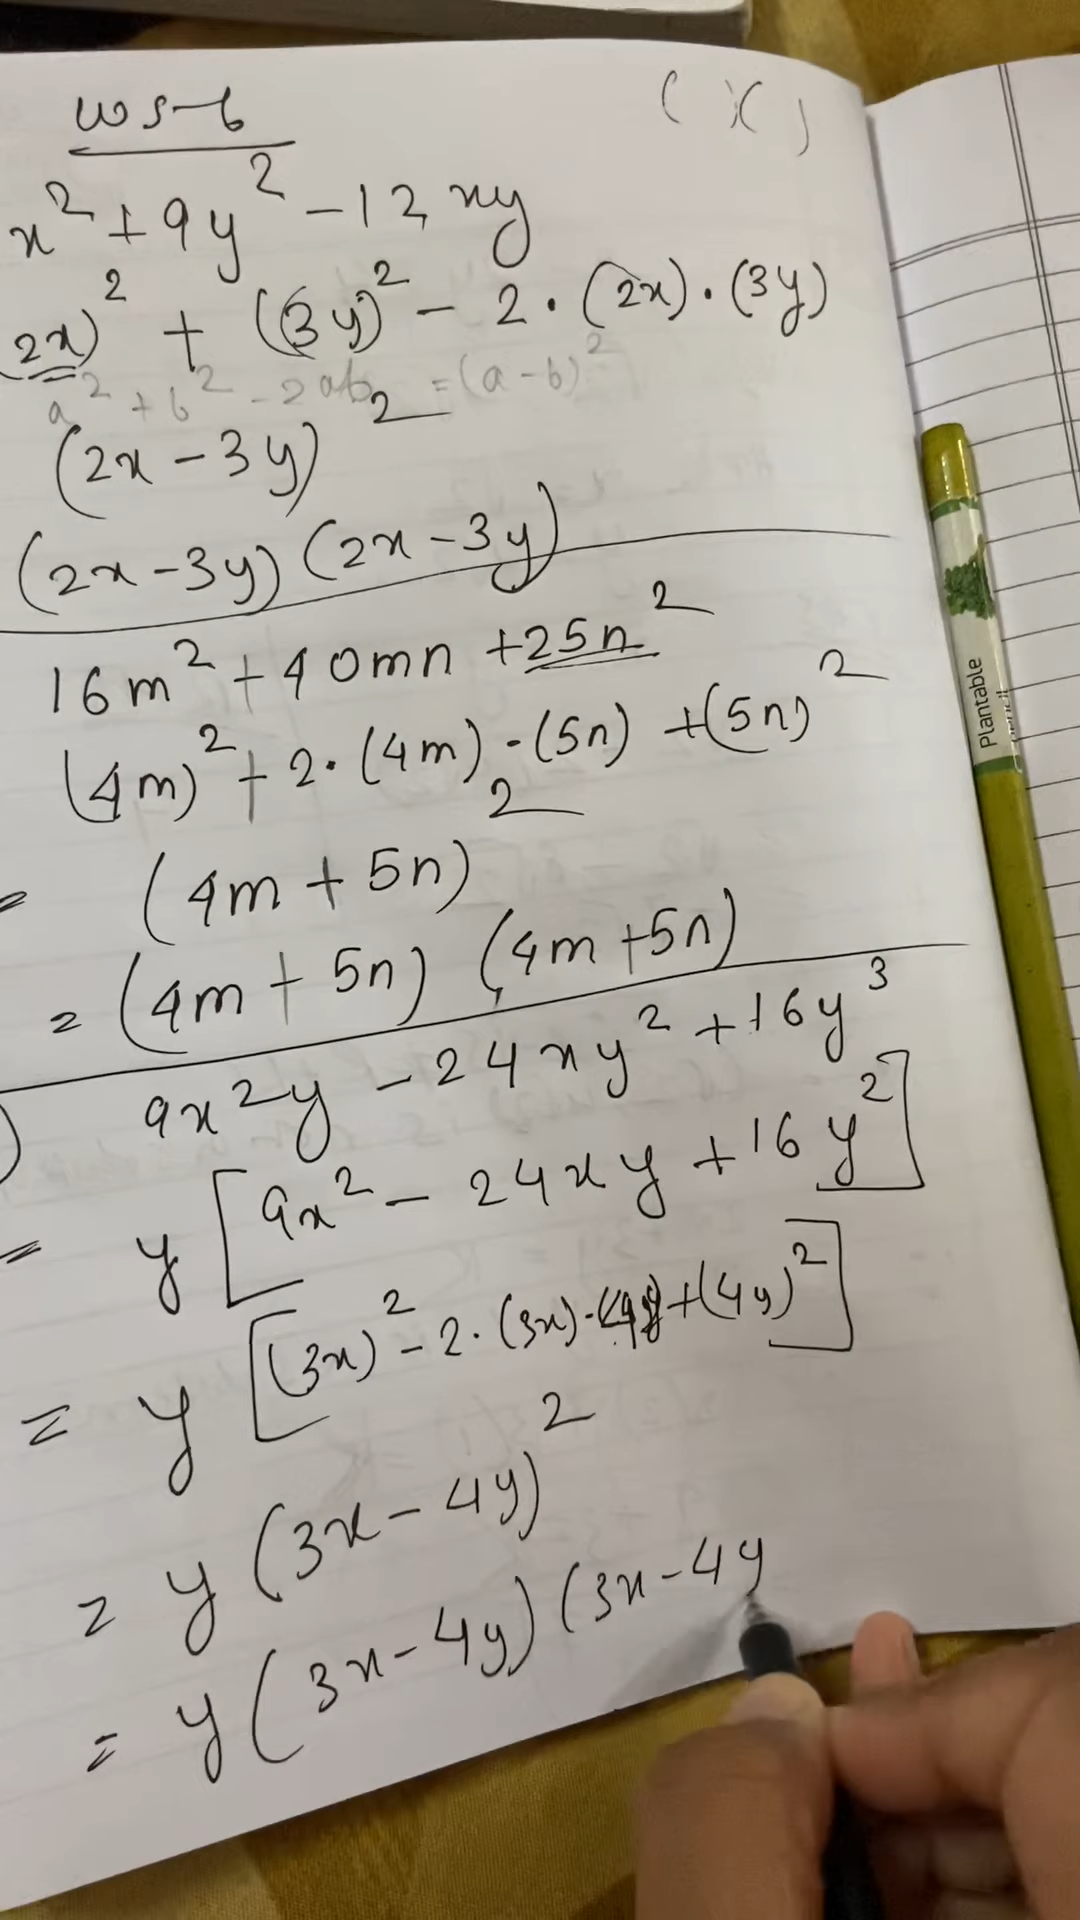 ws-6
x² + 9y² - 12xy
(2x)² + (3y)² - 2 · (2x) · (3y)
a² + b² - 2ab = (a - b)²
(2x - 3y)²
(2x - 3y) (2x - 3y)
16m² + 40mn + 25n²
(4m)² + 2 · (4m) · (5n) + (5n)²
= (4m + 5n)²
= (4m + 5n) (4m + 5n)
) 9x²y - 24xy² + 16y³
= y [9x² - 24xy + 16y²]
= y [(3x)² - 2 · (3x) · (4y) + (4y)²]
= y (3x - 4y)²
= y (3x - 4y) (3x - 4y
Plantable
pencil